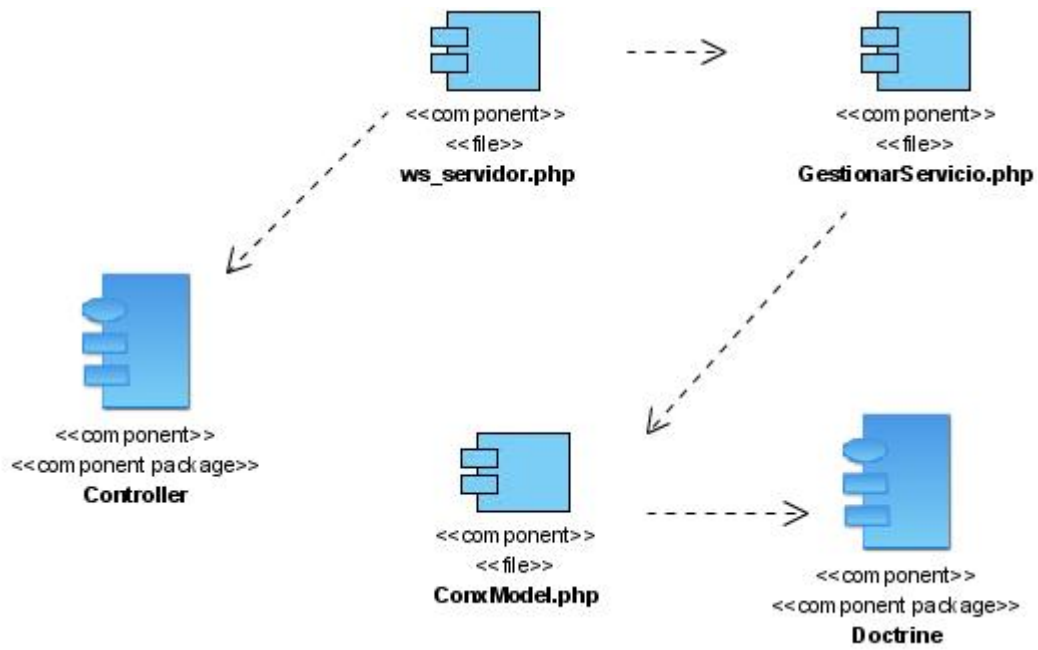 <<component>>
<<file>>
ws_servidor.php
<<component>>
<<file>>
GestionarServicio.php
<<component>>
<<component package>>
Controller
<<component>>
<<file>>
ConxModel.php
<<component>>
<<component package>>
Doctrine